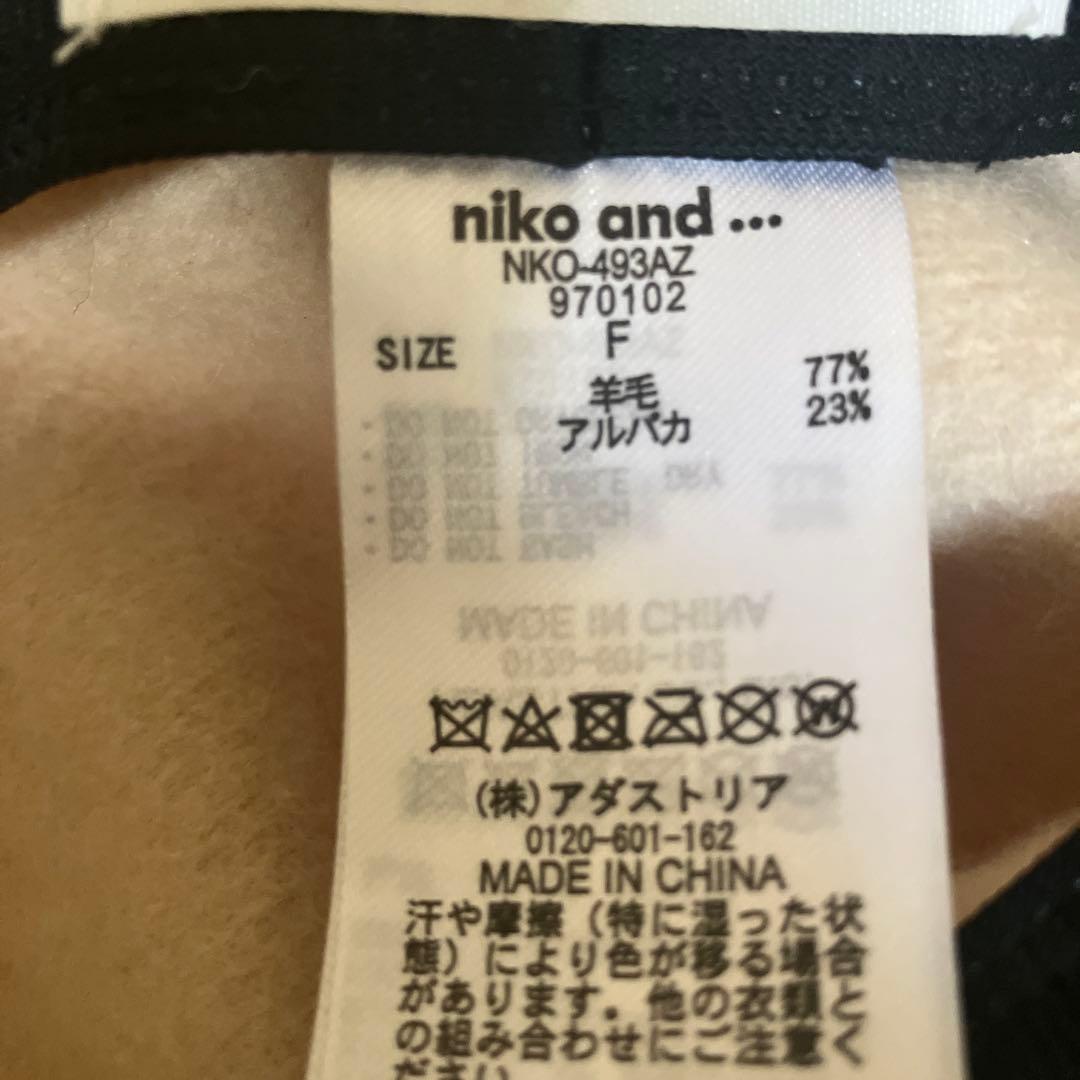 niko and ...
NKO-493AZ
970102
SIZE F
羊毛 77%
アルパカ 23%
(株)アダストリア
0120-601-162
MADE IN CHINA
汗や摩擦（特に湿った状
態）により色が移る場合
があります．他の衣類と
の組み合わせにご注意く
ださい